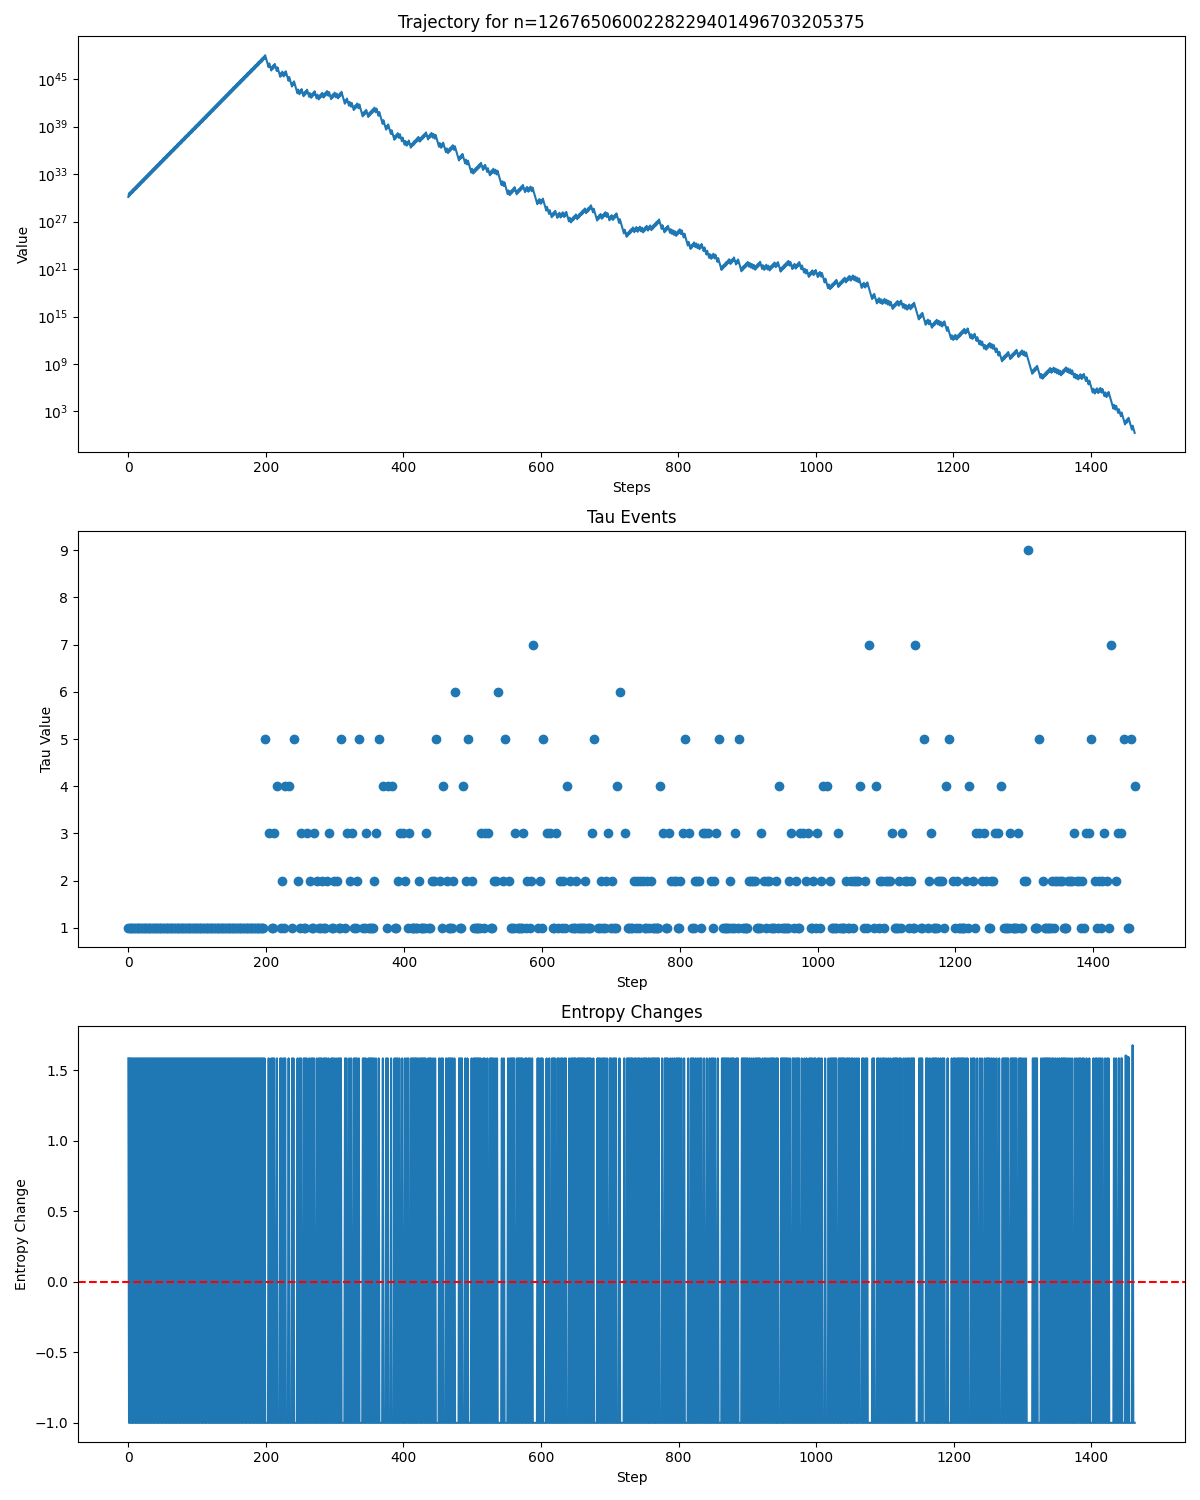 Trajectory for n=1267650600228229401496703205375
Value
10^45
10^39
10^33
10^27
10^21
10^15
10^9
10^3
0 200 400 600 800 1000 1200 1400
Steps
Tau Events
Tau Value
9
8
7
6
5
4
3
2
1
0 200 400 600 800 1000 1200 1400
Step
Entropy Changes
Entropy Change
1.5
1.0
0.5
0.0
−0.5
−1.0
0 200 400 600 800 1000 1200 1400
Step